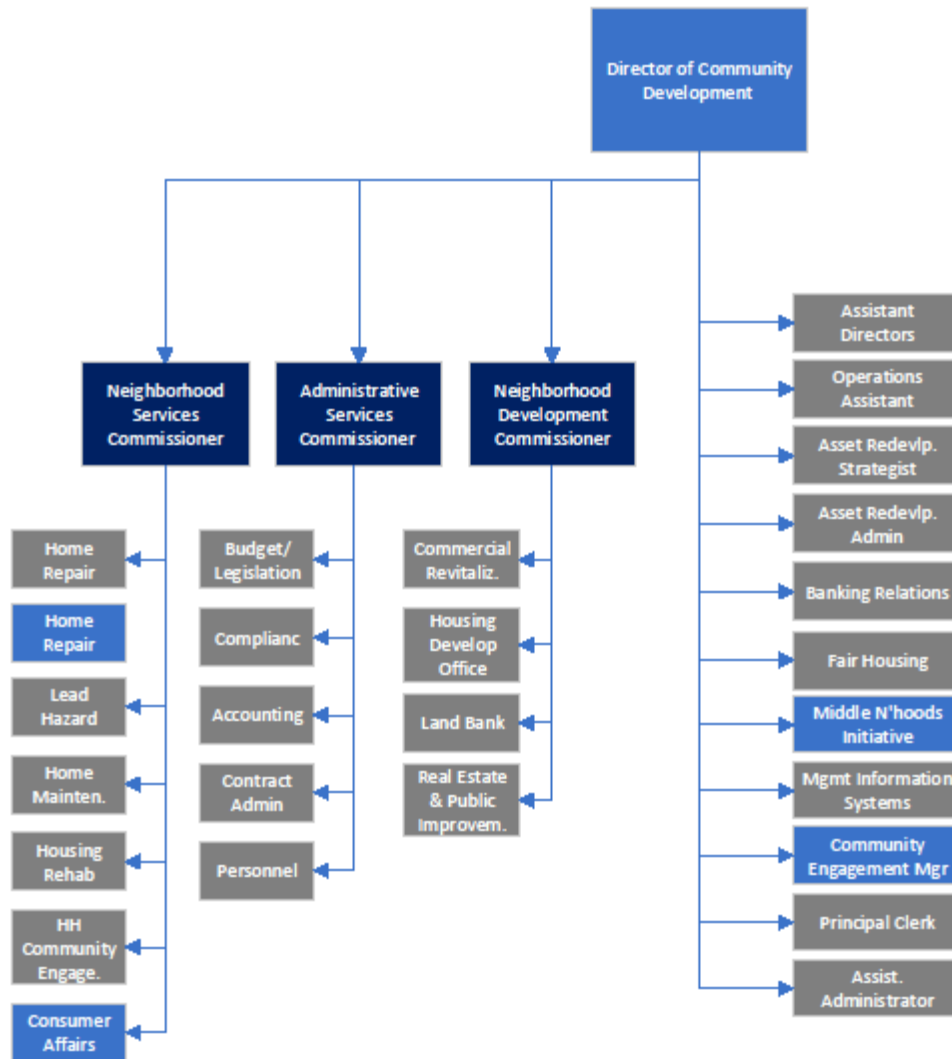 Director of Community
Development
Neighborhood
Services
Commissioner
Administrative
Services
Commissioner
Neighborhood
Development
Commissioner
Home
Repair
Home
Repair
Lead
Hazard
Home
Mainten.
Housing
Rehab
HH
Community
Engage.
Consumer
Affairs
Budget/
Legislation
Complianc
Accounting
Contract
Admin
Personnel
Commercial
Revitaliz.
Housing
Develop
Office
Land Bank
Real Estate
& Public
Improvem.
Assistant
Directors
Operations
Assistant
Asset Redevlp.
Strategist
Asset Redevlp.
Admin
Banking Relations
Fair Housing
Middle N'hoods
Initiative
Mgmt Information
Systems
Community
Engagement Mgr
Principal Clerk
Assist.
Administrator